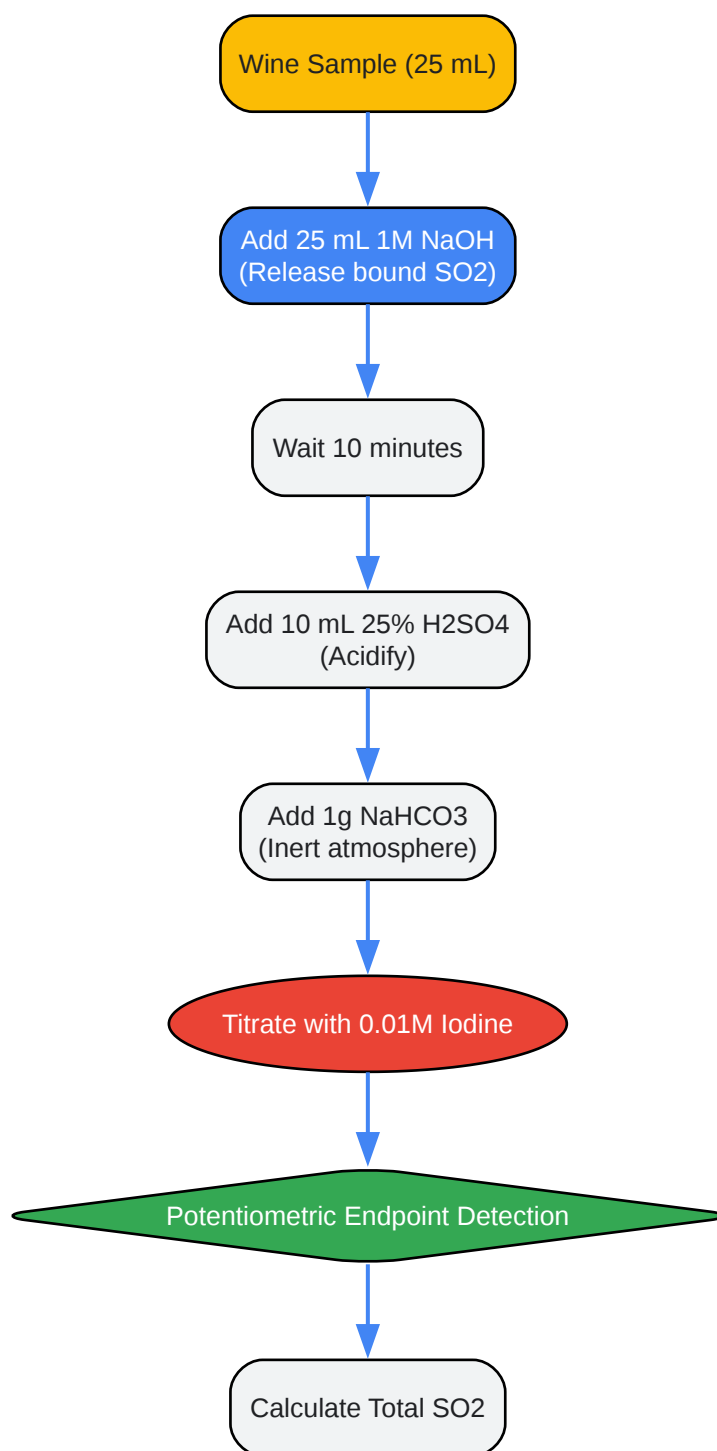 Wine Sample (25 mL)
Add 25 mL 1M NaOH
(Release bound SO2)
Wait 10 minutes
Add 10 mL 25% H2SO4
(Acidify)
Add 1g NaHCO3
(Inert atmosphere)
Titrate with 0.01M Iodine
Potentiometric Endpoint Detection
Calculate Total SO2